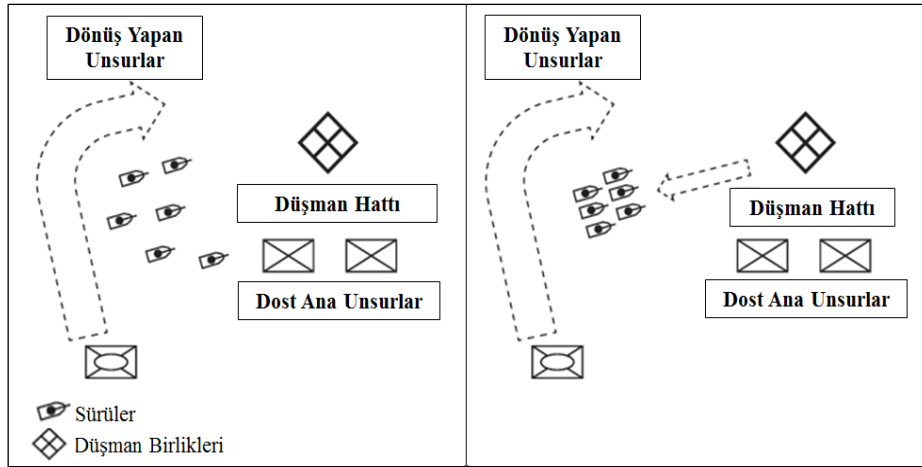 Dönüş Yapan
Unsurlar
Düşman Hattı
Dost Ana Unsurlar
Sürüler
Düşman Birlikleri
Dönüş Yapan
Unsurlar
Düşman Hattı
Dost Ana Unsurlar